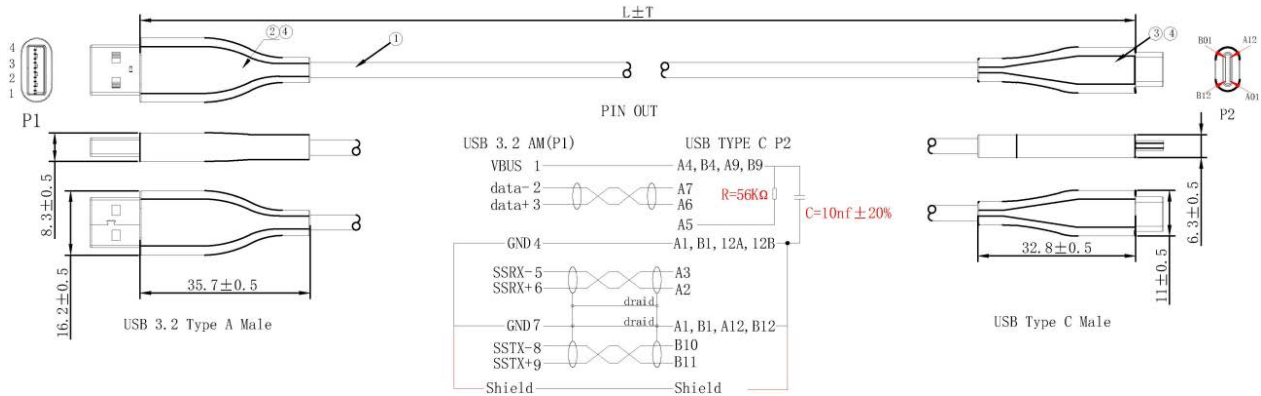 L±T
②④
①
③④
4
3
2
1
P1
B01
A12
B12
A01
P2
PIN OUT
USB 3.2 AM(P1)
USB TYPE C P2
VBUS 1
A4, B4, A9, B9
data- 2
A7
data+ 3
A6
R=56KΩ
C=10nf±20%
A5
GND 4
A1, B1, 12A, 12B
SSRX-5
A3
SSRX+6
A2
draid
draid
GND 7
A1, B1, A12, B12
SSTX-8
B10
SSTX+9
B11
Shield
Shield
8.3±0.5
16.2±0.5
35.7±0.5
USB 3.2 Type A Male
6.3±0.5
32.8±0.5
11±0.5
USB Type C Male